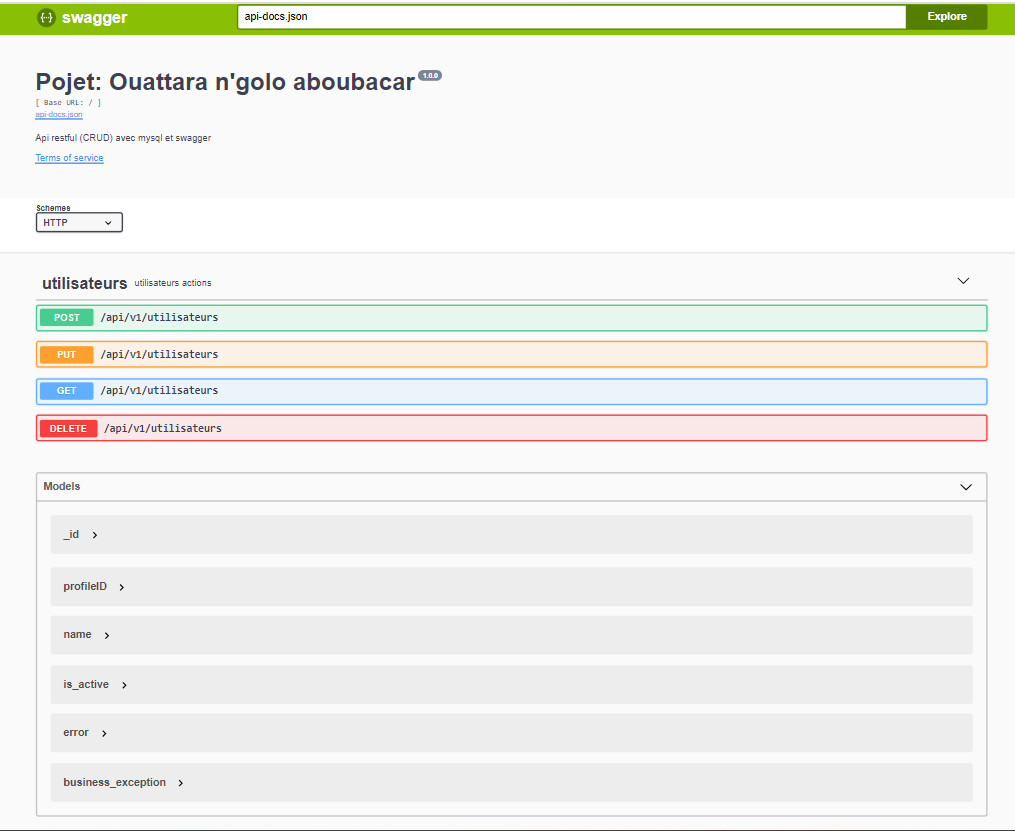 {···} swagger
api-docs.json
Explore
Pojet: Ouattara n'golo aboubacar 1.0.0
[ Base URL: / ]
api-docs.json
Api restful (CRUD) avec mysql et swagger
Terms of service
Schemes
HTTP
utilisateurs utilisateurs actions
POST /api/v1/utilisateurs
PUT /api/v1/utilisateurs
GET /api/v1/utilisateurs
DELETE /api/v1/utilisateurs
Models
_id
profileID
name
is_active
error
business_exception